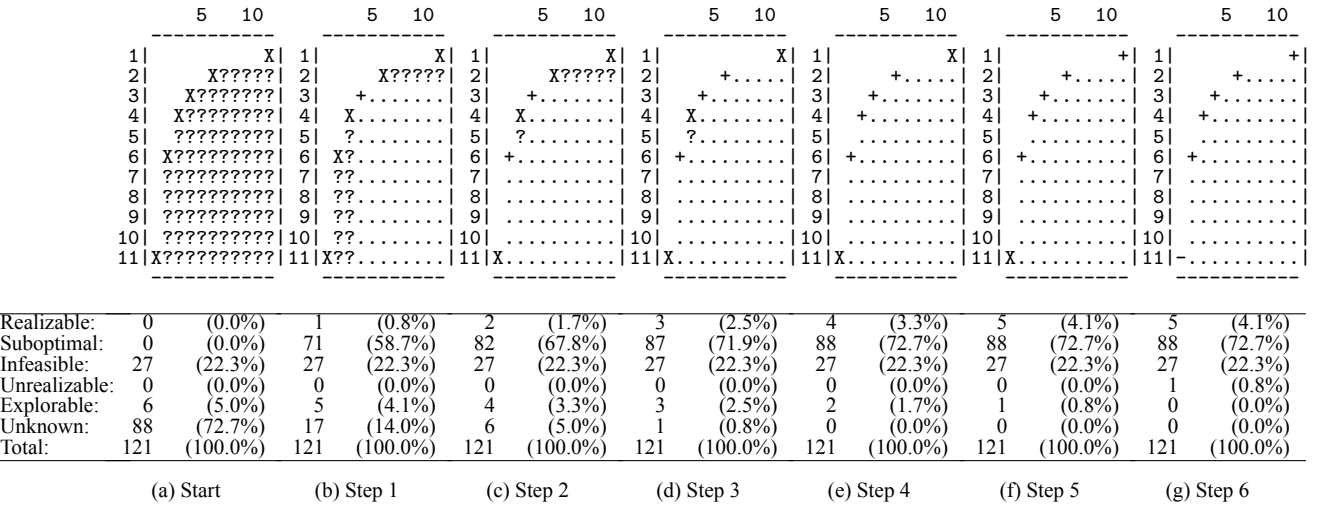 5 10 5 10 5 10 5 10 5 10 5 10 5 10
----------- ----------- ----------- ----------- ----------- ----------- -----------
1|          X| 1|          X| 1|          X| 1|          X| 1|          X| 1|          +| 1|          +|
2|     X?????| 2|     X?????| 2|     X?????| 2|     +.....| 2|     +.....| 2|     +.....| 2|     +.....|
3|   X???????| 3|   +.......| 3|   +.......| 3|   +.......| 3|   +.......| 3|   +.......| 3|   +.......|
4|  X????????| 4|  X........| 4|  X........| 4|  X........| 4|  +........| 4|  +........| 4|  +........|
5|  ?????????| 5|  ?........| 5|  ?........| 5|  ?........| 5|  .........| 5|  .........| 5|  .........|
6| X?????????| 6| X?........| 6| +.........| 6| +.........| 6| +.........| 6| +.........| 6| +.........|
7| ??????????| 7| ??........| 7| ..........| 7| ..........| 7| ..........| 7| ..........| 7| ..........|
8| ??????????| 8| ??........| 8| ..........| 8| ..........| 8| ..........| 8| ..........| 8| ..........|
9| ??????????| 9| ??........| 9| ..........| 9| ..........| 9| ..........| 9| ..........| 9| ..........|
10| ??????????| 10| ??........| 10| ..........| 10| ..........| 10| ..........| 10| ..........| 10| ..........|
11|X??????????| 11|X??........| 11|X..........| 11|X..........| 11|X..........| 11|X..........| 11|-..........|
----------- ----------- ----------- ----------- ----------- ----------- -----------
Realizable: 0 (0.0%) 1 (0.8%) 2 (1.7%) 3 (2.5%) 4 (3.3%) 5 (4.1%) 5 (4.1%)
Suboptimal: 0 (0.0%) 71 (58.7%) 82 (67.8%) 87 (71.9%) 88 (72.7%) 88 (72.7%) 88 (72.7%)
Infeasible: 27 (22.3%) 27 (22.3%) 27 (22.3%) 27 (22.3%) 27 (22.3%) 27 (22.3%) 27 (22.3%)
Unrealizable: 0 (0.0%) 0 (0.0%) 0 (0.0%) 0 (0.0%) 0 (0.0%) 0 (0.0%) 1 (0.8%)
Explorable: 6 (5.0%) 5 (4.1%) 4 (3.3%) 3 (2.5%) 2 (1.7%) 1 (0.8%) 0 (0.0%)
Unknown: 88 (72.7%) 17 (14.0%) 6 (5.0%) 1 (0.8%) 0 (0.0%) 0 (0.0%) 0 (0.0%)
Total: 121 (100.0%) 121 (100.0%) 121 (100.0%) 121 (100.0%) 121 (100.0%) 121 (100.0%) 121 (100.0%)
(a) Start (b) Step 1 (c) Step 2 (d) Step 3 (e) Step 4 (f) Step 5 (g) Step 6